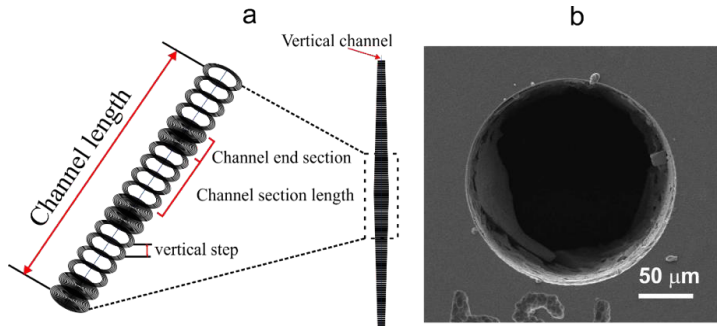 a
b
Vertical channel
Channel length
Channel end section
Channel section length
vertical step
50 μm